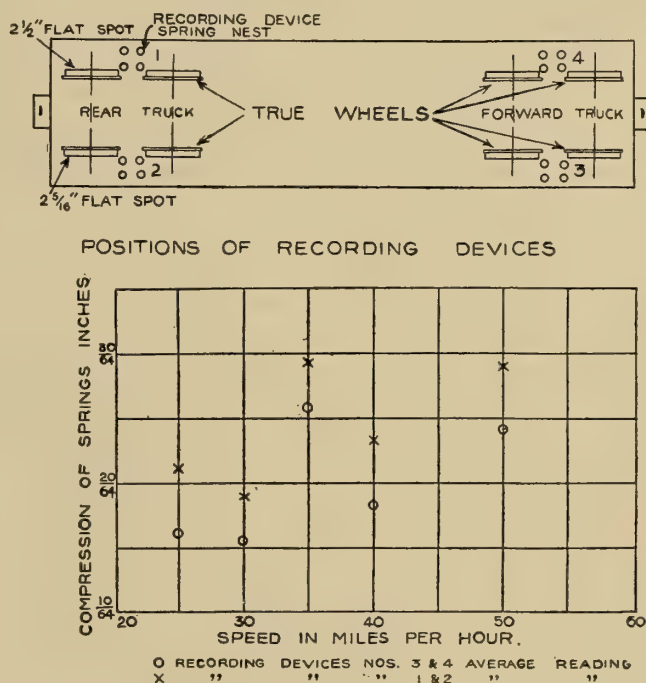 RECORDING DEVICE
2½" FLAT SPOT SPRING NEST
1
4
1 REAR TRUCK TRUE WHEELS FORWARD TRUCK 1
2
3
2 5/16" FLAT SPOT
POSITIONS OF RECORDING DEVICES
COMPRESSION OF SPRINGS INCHES.
30/64
20/64
10/64
20 30 40 50 60
SPEED IN MILES PER HOUR.
O RECORDING DEVICES NOS. 3 & 4 AVERAGE READING
X " " " 1 & 2 " "